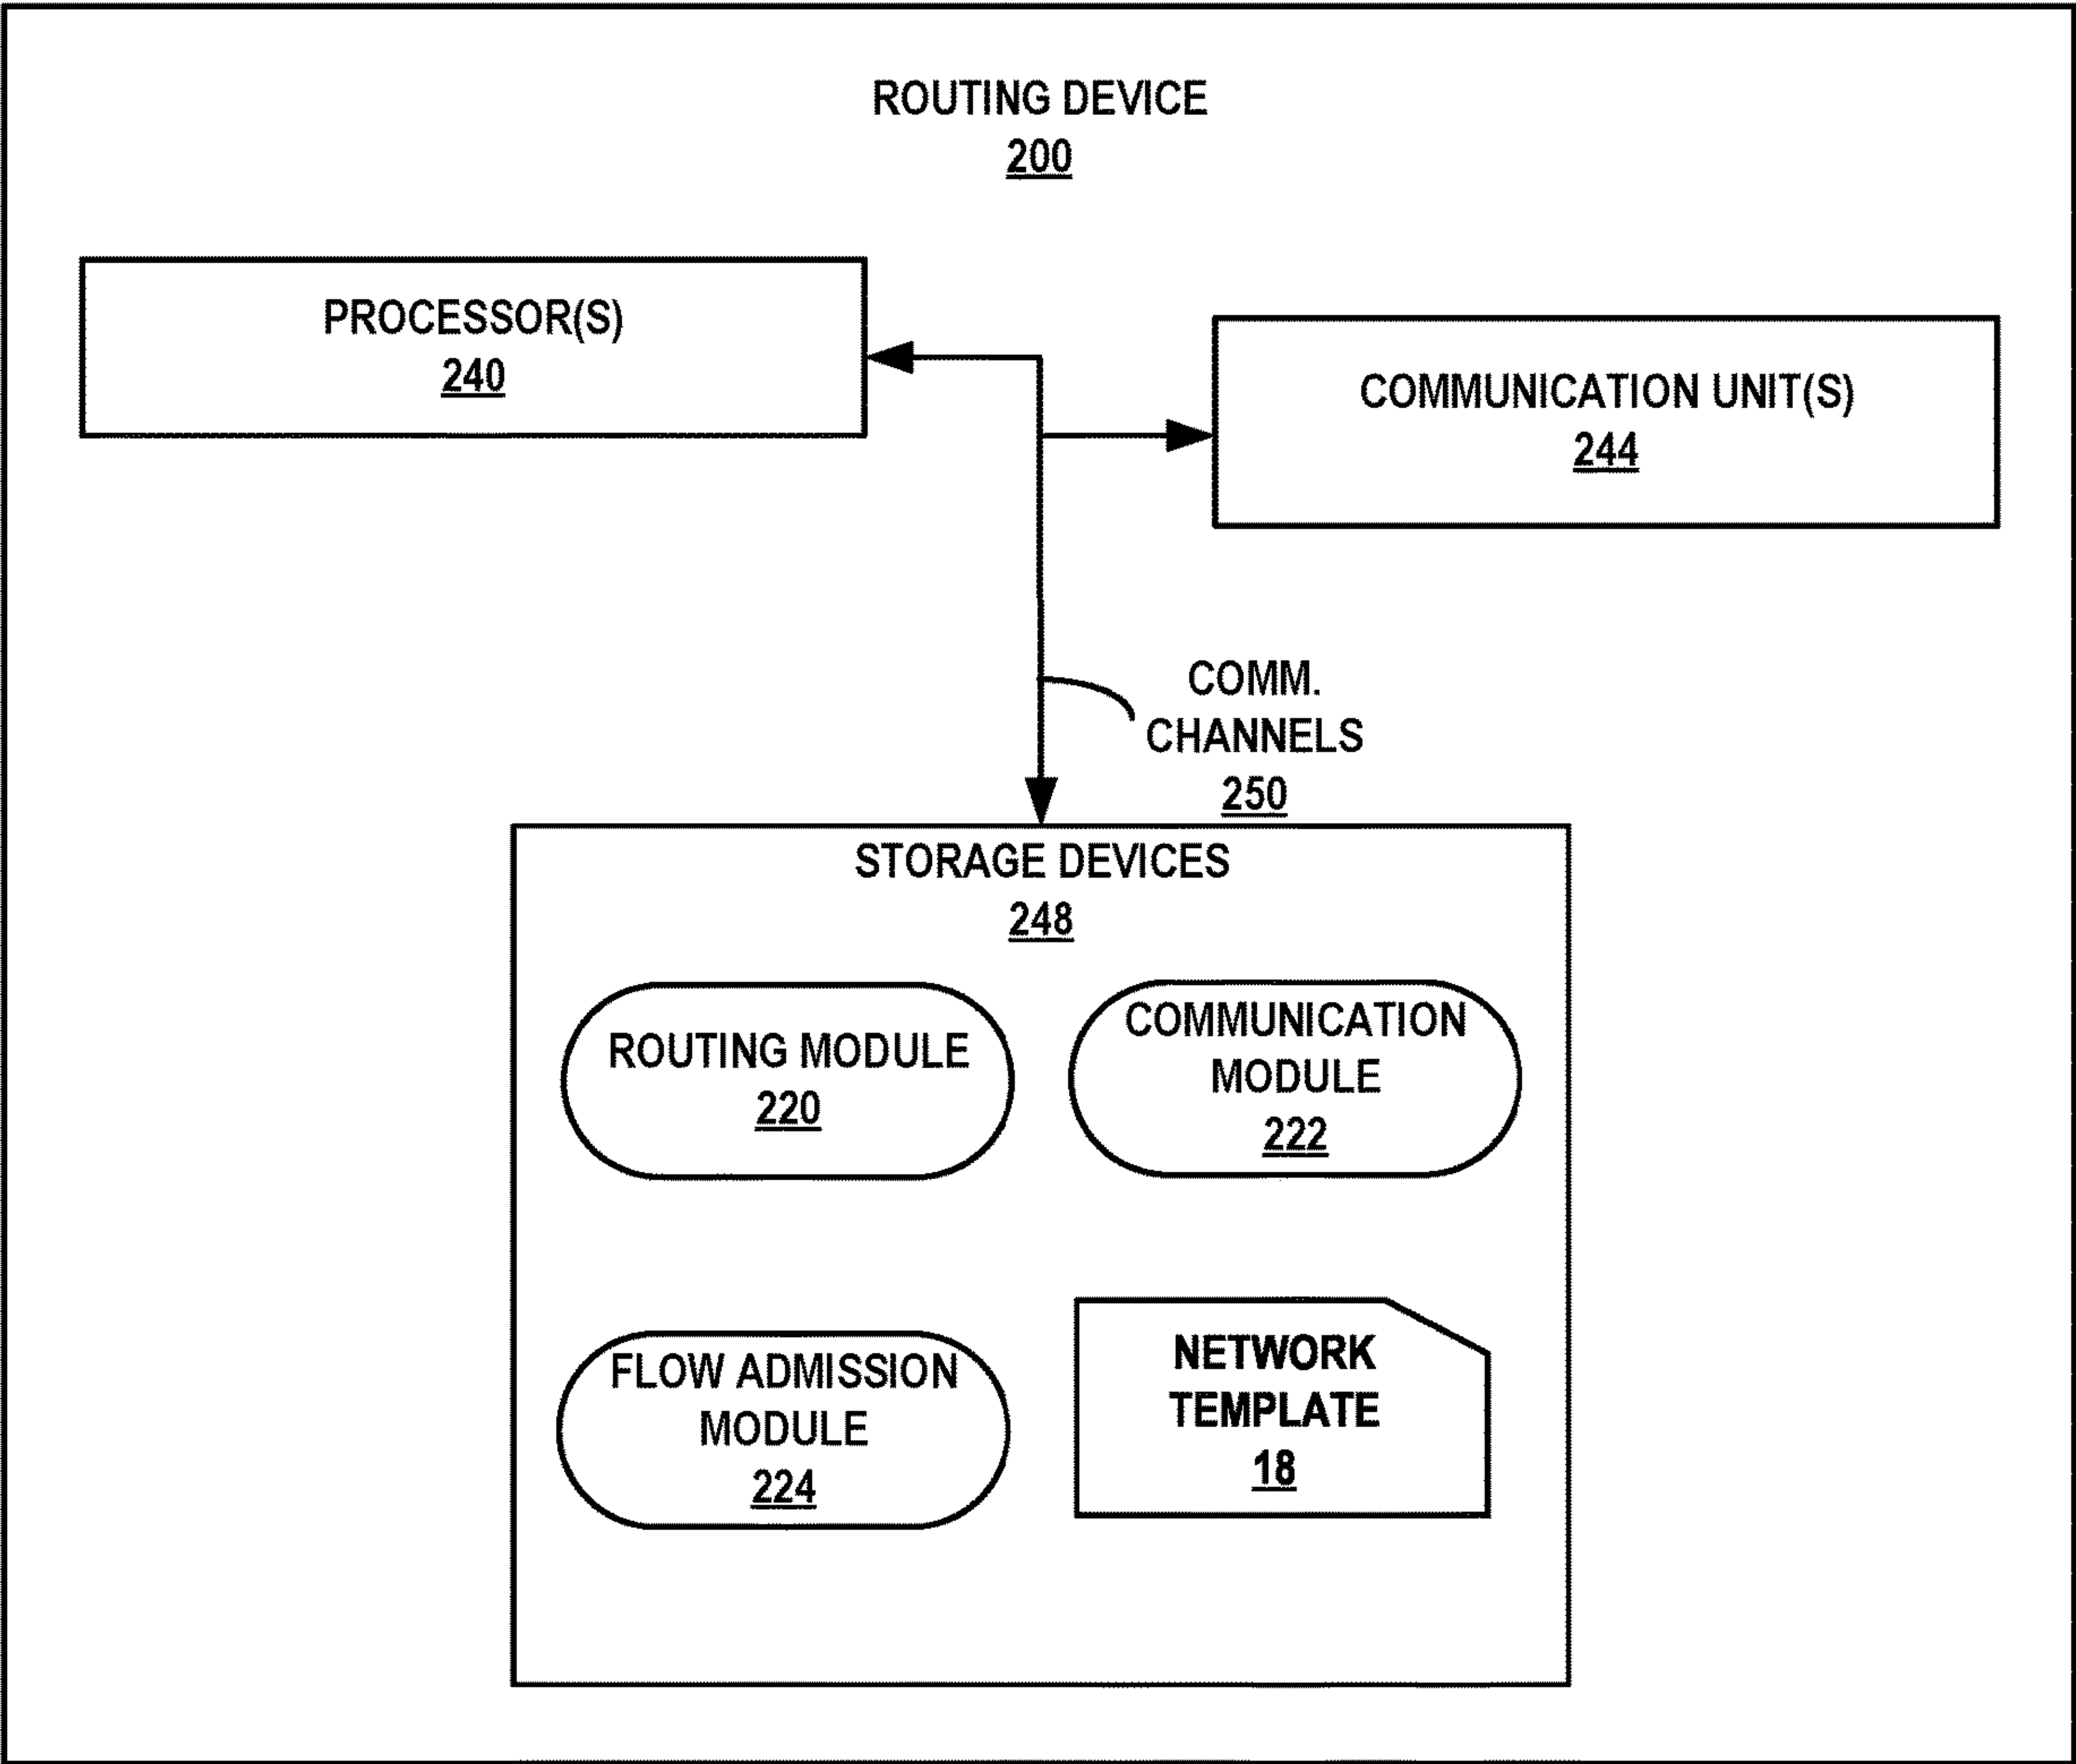 ROUTING DEVICE
200
PROCESSOR(S)
240
COMMUNICATION UNIT(S)
244
COMM.
CHANNELS
250
STORAGE DEVICES
248
ROUTING MODULE
220
COMMUNICATION
MODULE
222
FLOW ADMISSION
MODULE
224
NETWORK
TEMPLATE
18